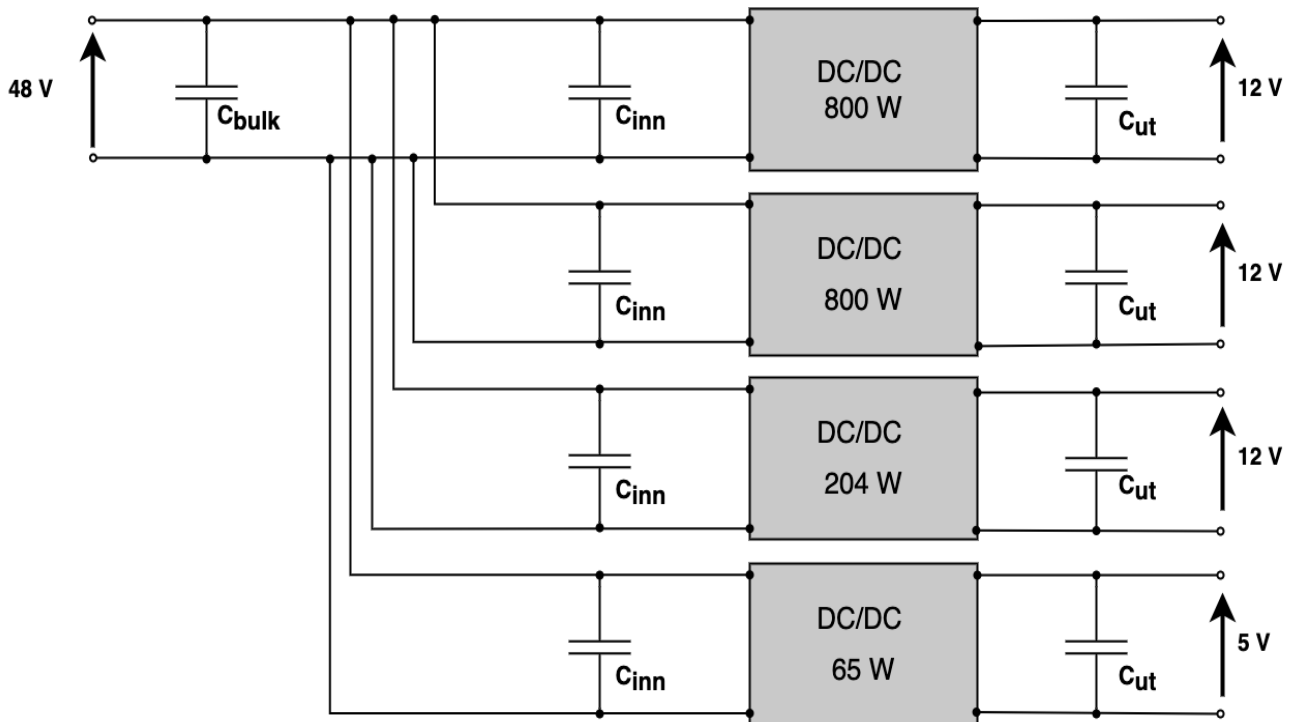 48 V
Cbulk
Cinn
DC/DC
800 W
Cut
12 V
Cinn
DC/DC
800 W
Cut
12 V
Cinn
DC/DC
204 W
Cut
12 V
Cinn
DC/DC
65 W
Cut
5 V